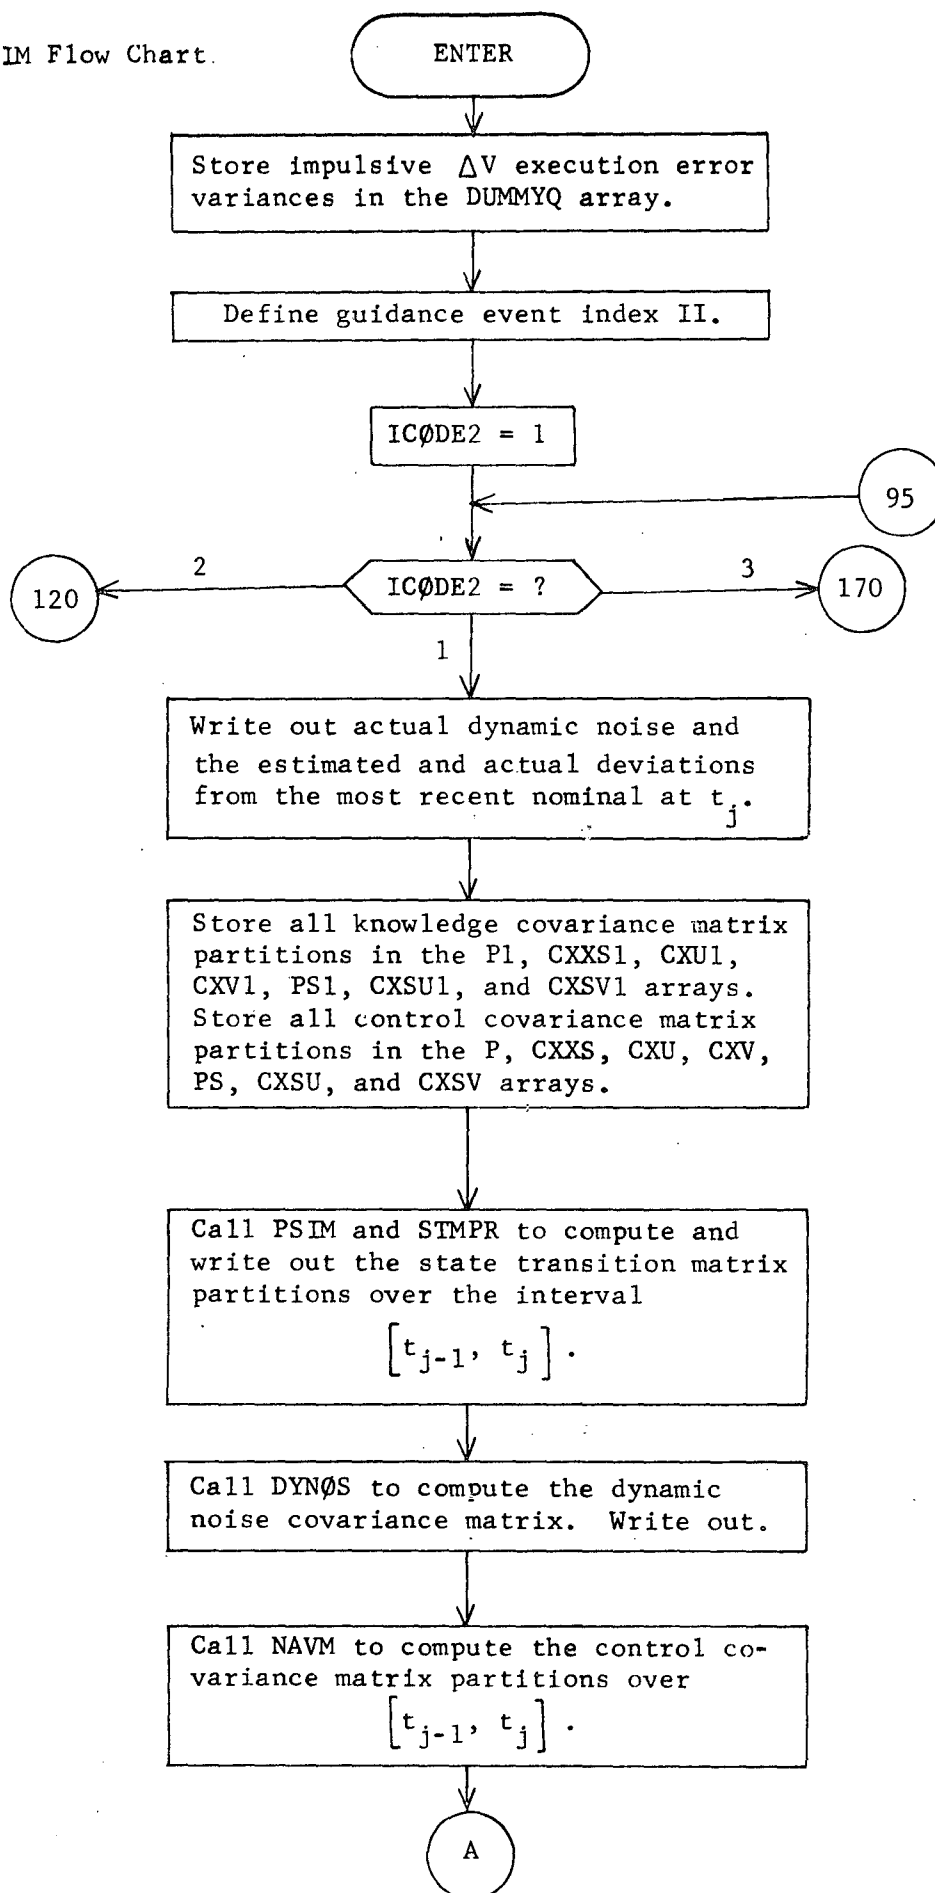 IM Flow Chart.
ENTER
Store impulsive ΔV execution error
variances in the DUMMYQ array.
Define guidance event index II.
ICØDE2 = 1
95
2
ICØDE2 = ?
3
120
170
1
Write out actual dynamic noise and
the estimated and actual deviations
from the most recent nominal at t_j.
Store all knowledge covariance matrix
partitions in the P1, CXXS1, CXU1,
CXV1, PS1, CXSU1, and CXSV1 arrays.
Store all control covariance matrix
partitions in the P, CXXS, CXU, CXV,
PS, CXSU, and CXSV arrays.
Call PSIM and STMPR to compute and
write out the state transition matrix
partitions over the interval
[t_{j-1}, t_j].
Call DYNØS to compute the dynamic
noise covariance matrix. Write out.
Call NAVM to compute the control co-
variance matrix partitions over
[t_{j-1}, t_j].
A